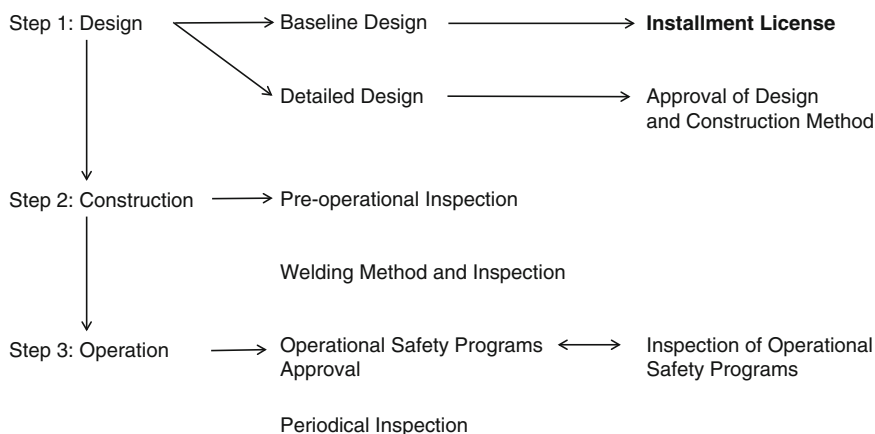 Step 1: Design
Baseline Design
Installment License
Detailed Design
Approval of Design
and Construction Method
Step 2: Construction
Pre-operational Inspection
Welding Method and Inspection
Step 3: Operation
Operational Safety Programs
Approval
Inspection of Operational
Safety Programs
Periodical Inspection